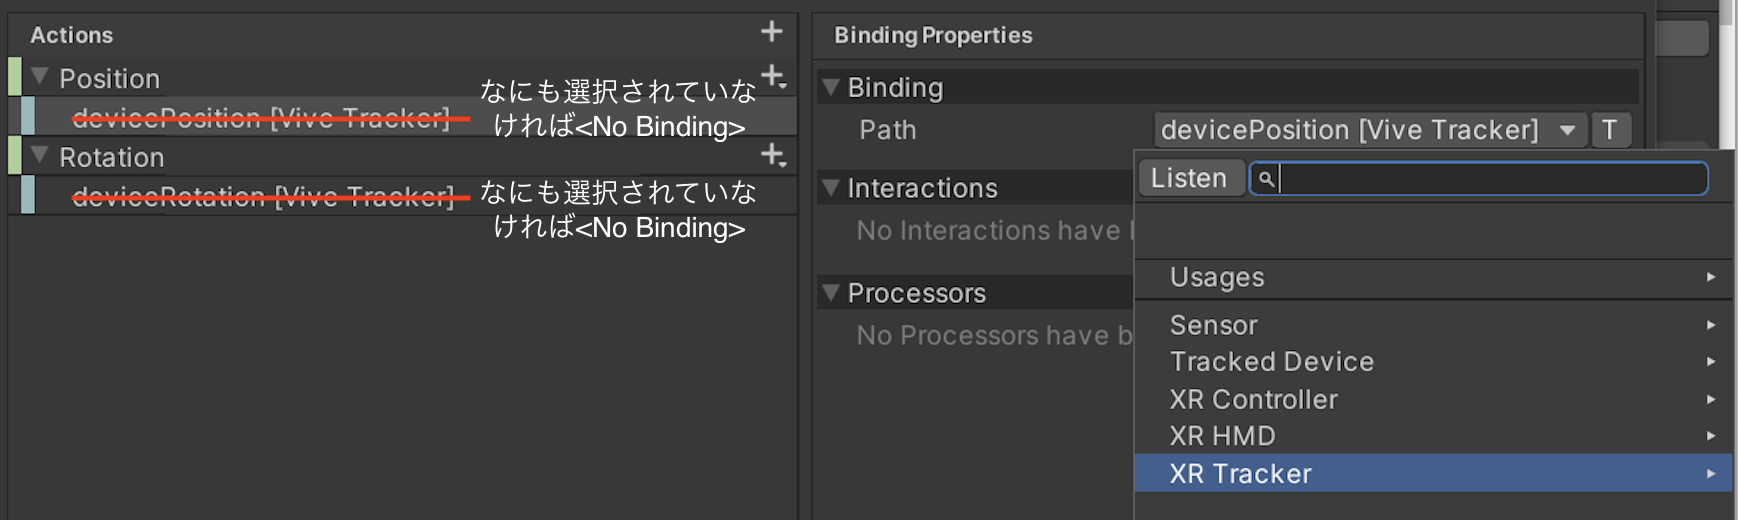 Actions
Position
devicePosition [Vive Tracker]
なにも選択されていな
ければ<No Binding>
Rotation
deviceRotation [Vive Tracker]
なにも選択されていな
ければ<No Binding>
Binding Properties
Binding
Path
devicePosition [Vive Tracker]
T
Listen
Interactions
No Interactions have
Processors
No Processors have b
Usages
Sensor
Tracked Device
XR Controller
XR HMD
XR Tracker